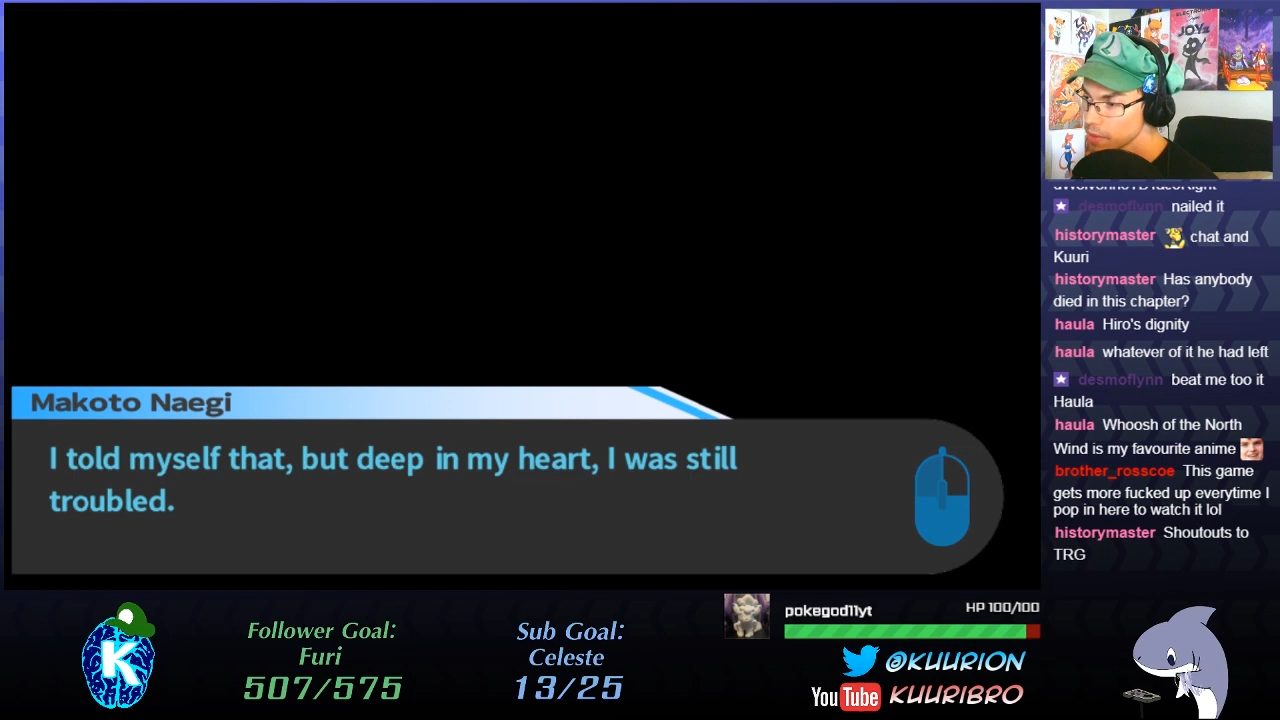 ELECTRONIC
JOYz
desmoflynn nailed it
historymaster chat and
Kuuri
historymaster Has anybody
died in this chapter?
haula Hiro's dignity
haula whatever of it he had left
desmoflynn beat me too it
Haula
haula Whoosh of the North
Wind is my favourite anime
brother_rosscoe This game
gets more fucked up everytime I
pop in here to watch it lol
historymaster Shoutouts to
TRG
Makoto Naegi
I told myself that, but deep in my heart, I was still
troubled.
K
Follower Goal:
Furi
507/575
Sub Goal:
Celeste
13/25
pokegod11yt
HP 100/100
@KUURION
YouTube KUURIBRO